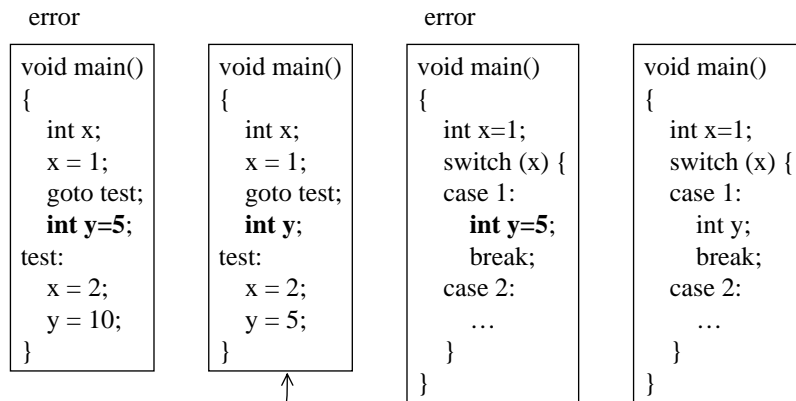 error
void main()
{
int x;
x = 1;
goto test;
int y=5;
test:
x = 2;
y = 10;
}
void main()
{
int x;
x = 1;
goto test;
int y;
test:
x = 2;
y = 5;
}
error
void main()
{
int x=1;
switch (x) {
case 1:
int y=5;
break;
case 2:
…
}
}
void main()
{
int x=1;
switch (x) {
case 1:
int y;
break;
case 2:
…
}
}